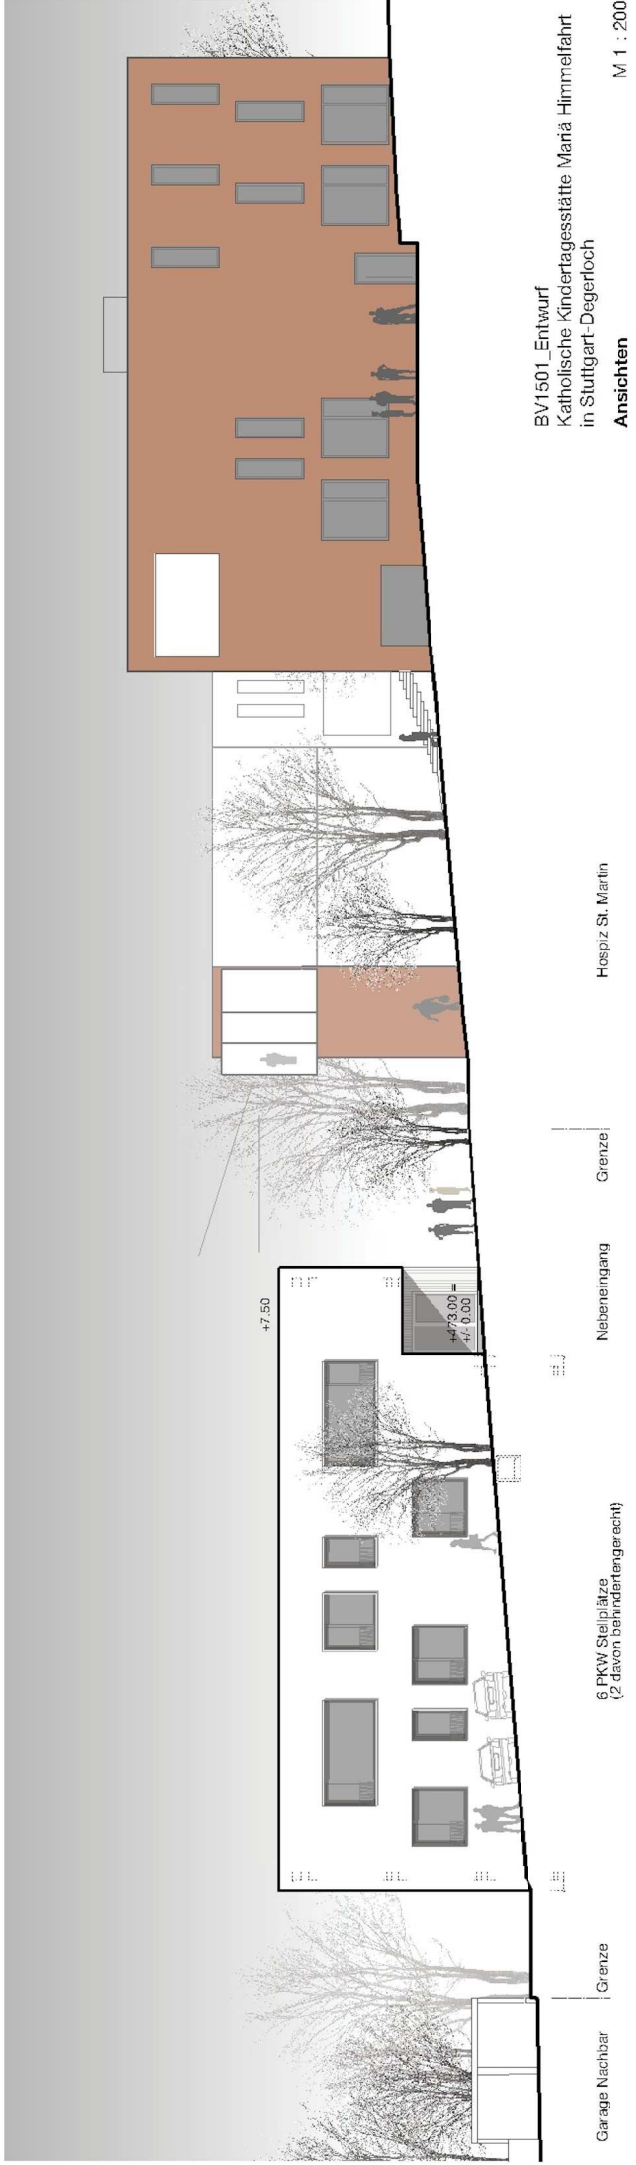 +7.50
+473.00 =
+/- 0.00
Garage Nachbar
Grenze
6 PKW Stellplätze
(2 davon behindertengerecht)
Nebeneingang
Grenze
Hospiz St. Martin
BV1501_Entwurf
Katholische Kindertagesstätte Mariä Himmelfahrt
in Stuttgart-Degerloch
Ansichten
M 1 : 200